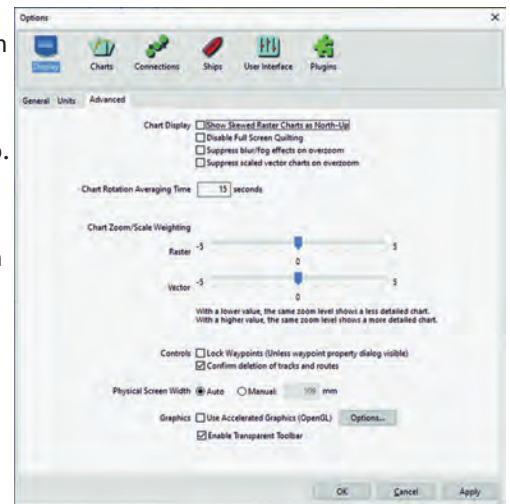 Options
Display Charts Connections Ships User Interface Plugins
General Units Advanced
Chart Display Show Skewed Raster Charts as North-Up
Disable Full Screen Quilting
Suppress blur/fog effects on overzoom
Suppress scaled vector charts on overzoom
Chart Rotation Averaging Time 15 seconds
Chart Zoom/Scale Weighting
Raster -5 5
0
Vector -5 5
0
With a lower value, the same zoom level shows a less detailed chart.
With a higher value, the same zoom level shows a more detailed chart.
Controls Lock Waypoints (Unless waypoint property dialog visible)
Confirm deletion of tracks and routes
Physical Screen Width Auto Manual: mm
Graphics Use Accelerated Graphics (OpenGL) Options...
Enable Transparent Toolbar
OK Cancel Apply